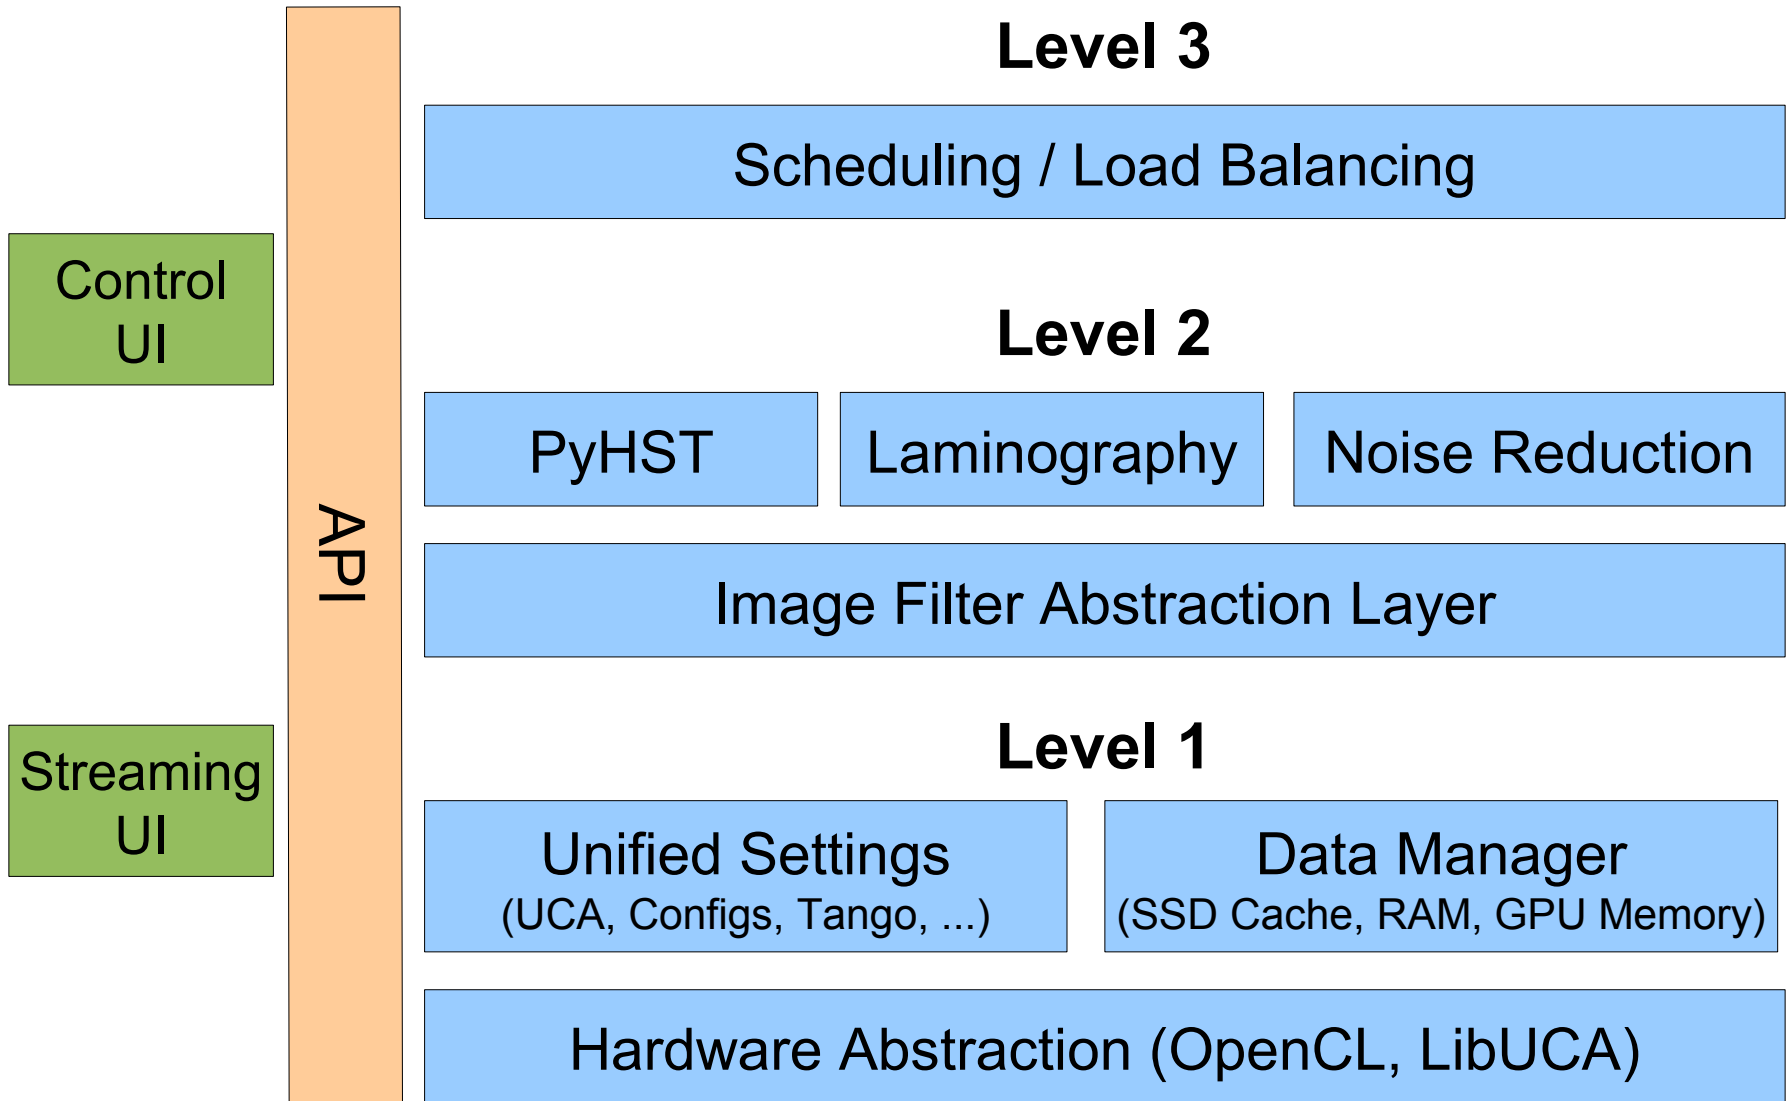 Level 3
Scheduling / Load Balancing
Control
UI
Level 2
PyHST
Laminography
Noise Reduction
API
Image Filter Abstraction Layer
Level 1
Streaming
UI
Unified Settings
(UCA, Configs, Tango, ...)
Data Manager
(SSD Cache, RAM, GPU Memory)
Hardware Abstraction (OpenCL, LibUCA)